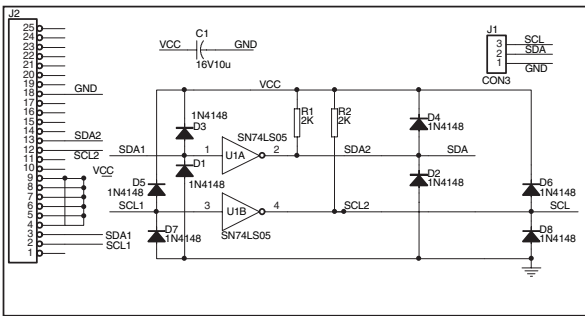 J2
25
24
23
22
21
20
19
18 GND
17
16
15
14
13 SDA2
12
11 SCL2
10
9 VCC
8
7
6
5
4
3 SDA1
2 SCL1
1
C1
VCC GND
16V10u
J1
3 SCL
2 SDA
1 GND
CON3
VCC
1N4148
D3
SN74LS05
R1
2K
R2
2K
D4
1N4148
SDA1 1 U1A 2 SDA2 SDA
D1
1N4148
D5
1N4148
D2
1N4148
D6
1N4148
SCL1 3 U1B 4 SCL2 SCL
D7
1N4148
SN74LS05
D8
1N4148